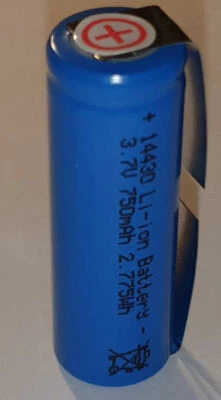 + 14430 Li-ion Battery -
3.7V 750mAh 2.775Wh